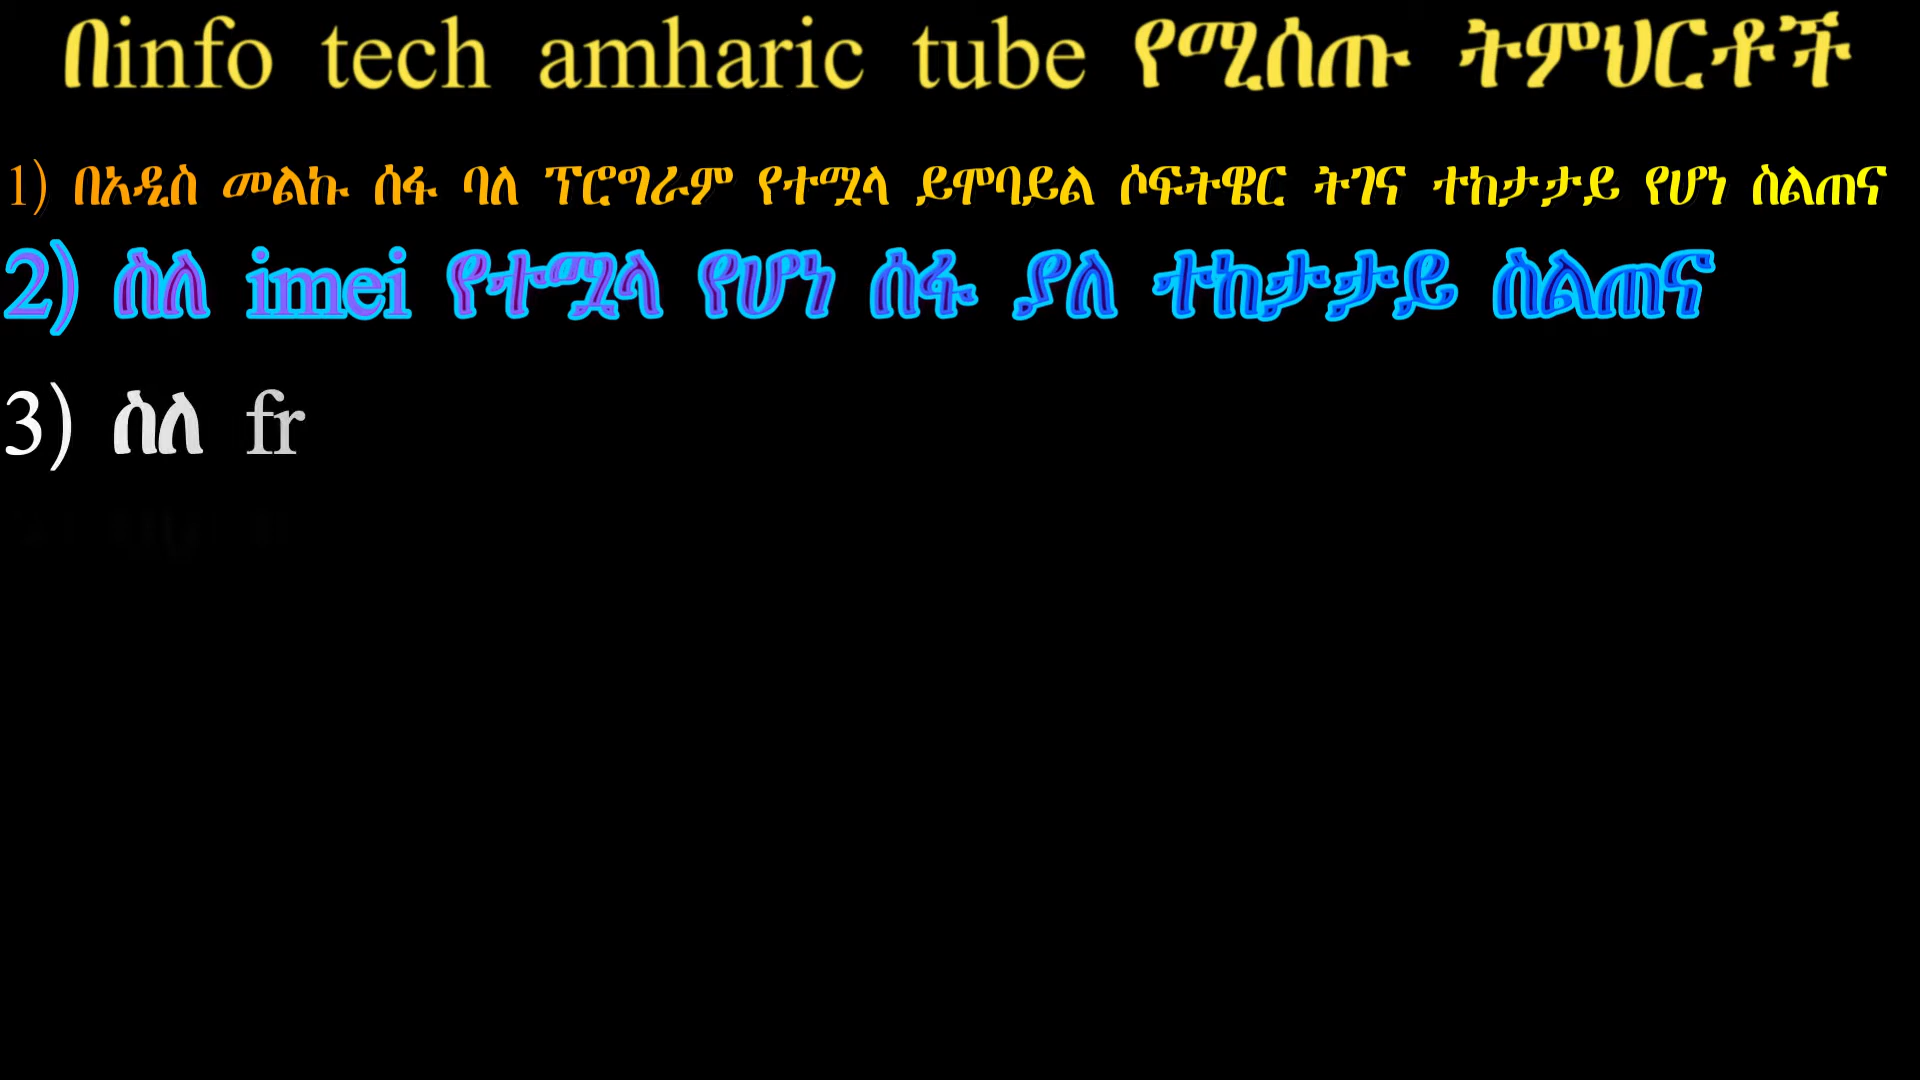 በinfo tech amharic tube የሚሰጡ ትምህርቶች
1) በአዲስ መልኩ ሰፋ ባለ ፕሮግራም የተሟላ ይሞባይል ሶፍትዌር ትገና ተከታታይ የሆነ ስልጠና
2) ስለ imei የተሟላ የሆነ ሰፋ ያለ ተከታታይ ስልጠና
3) ስለ fr